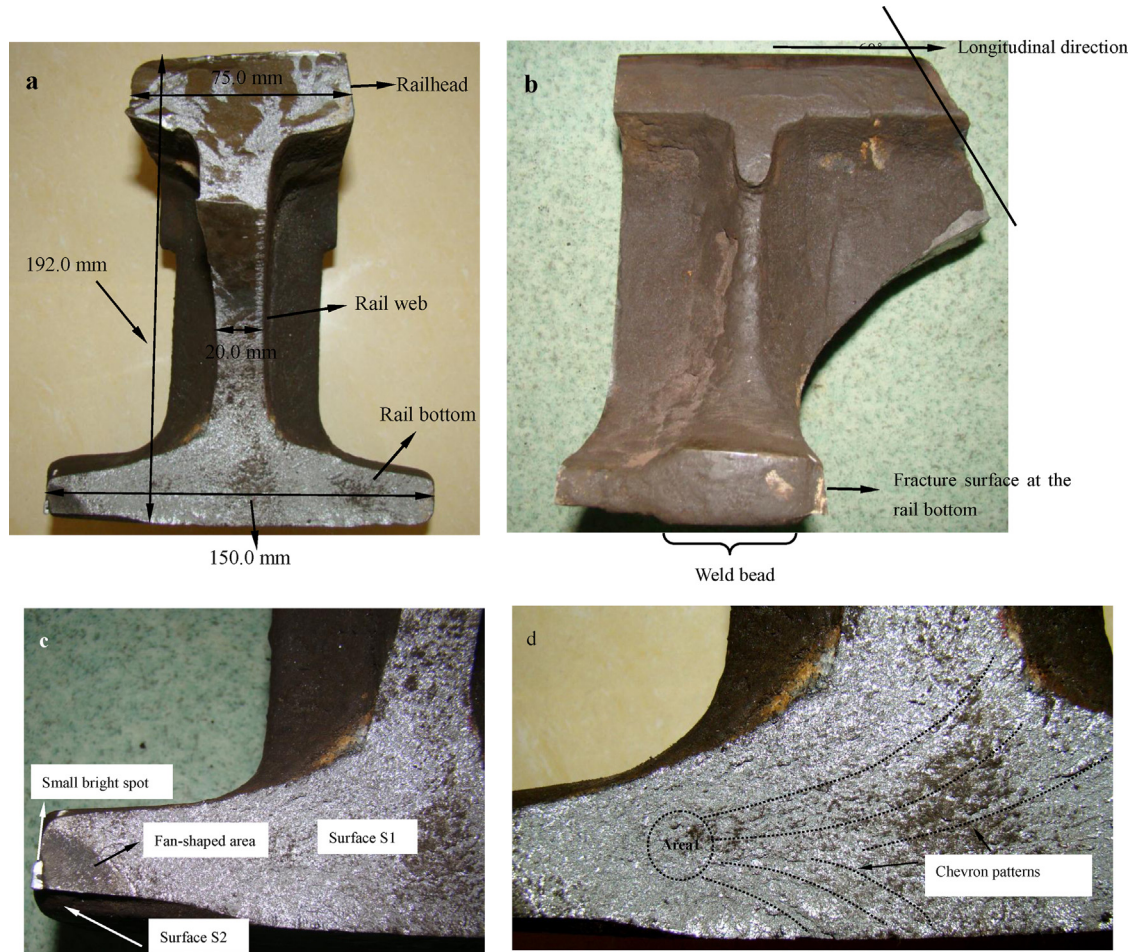 a
75.0 mm
Railhead
192.0 mm
Rail web
20.0 mm
Rail bottom
150.0 mm
b
60°
Longitudinal direction
Fracture surface at the
rail bottom
Weld bead
c
Small bright spot
Fan-shaped area
Surface S1
Surface S2
d
Area1
Chevron patterns